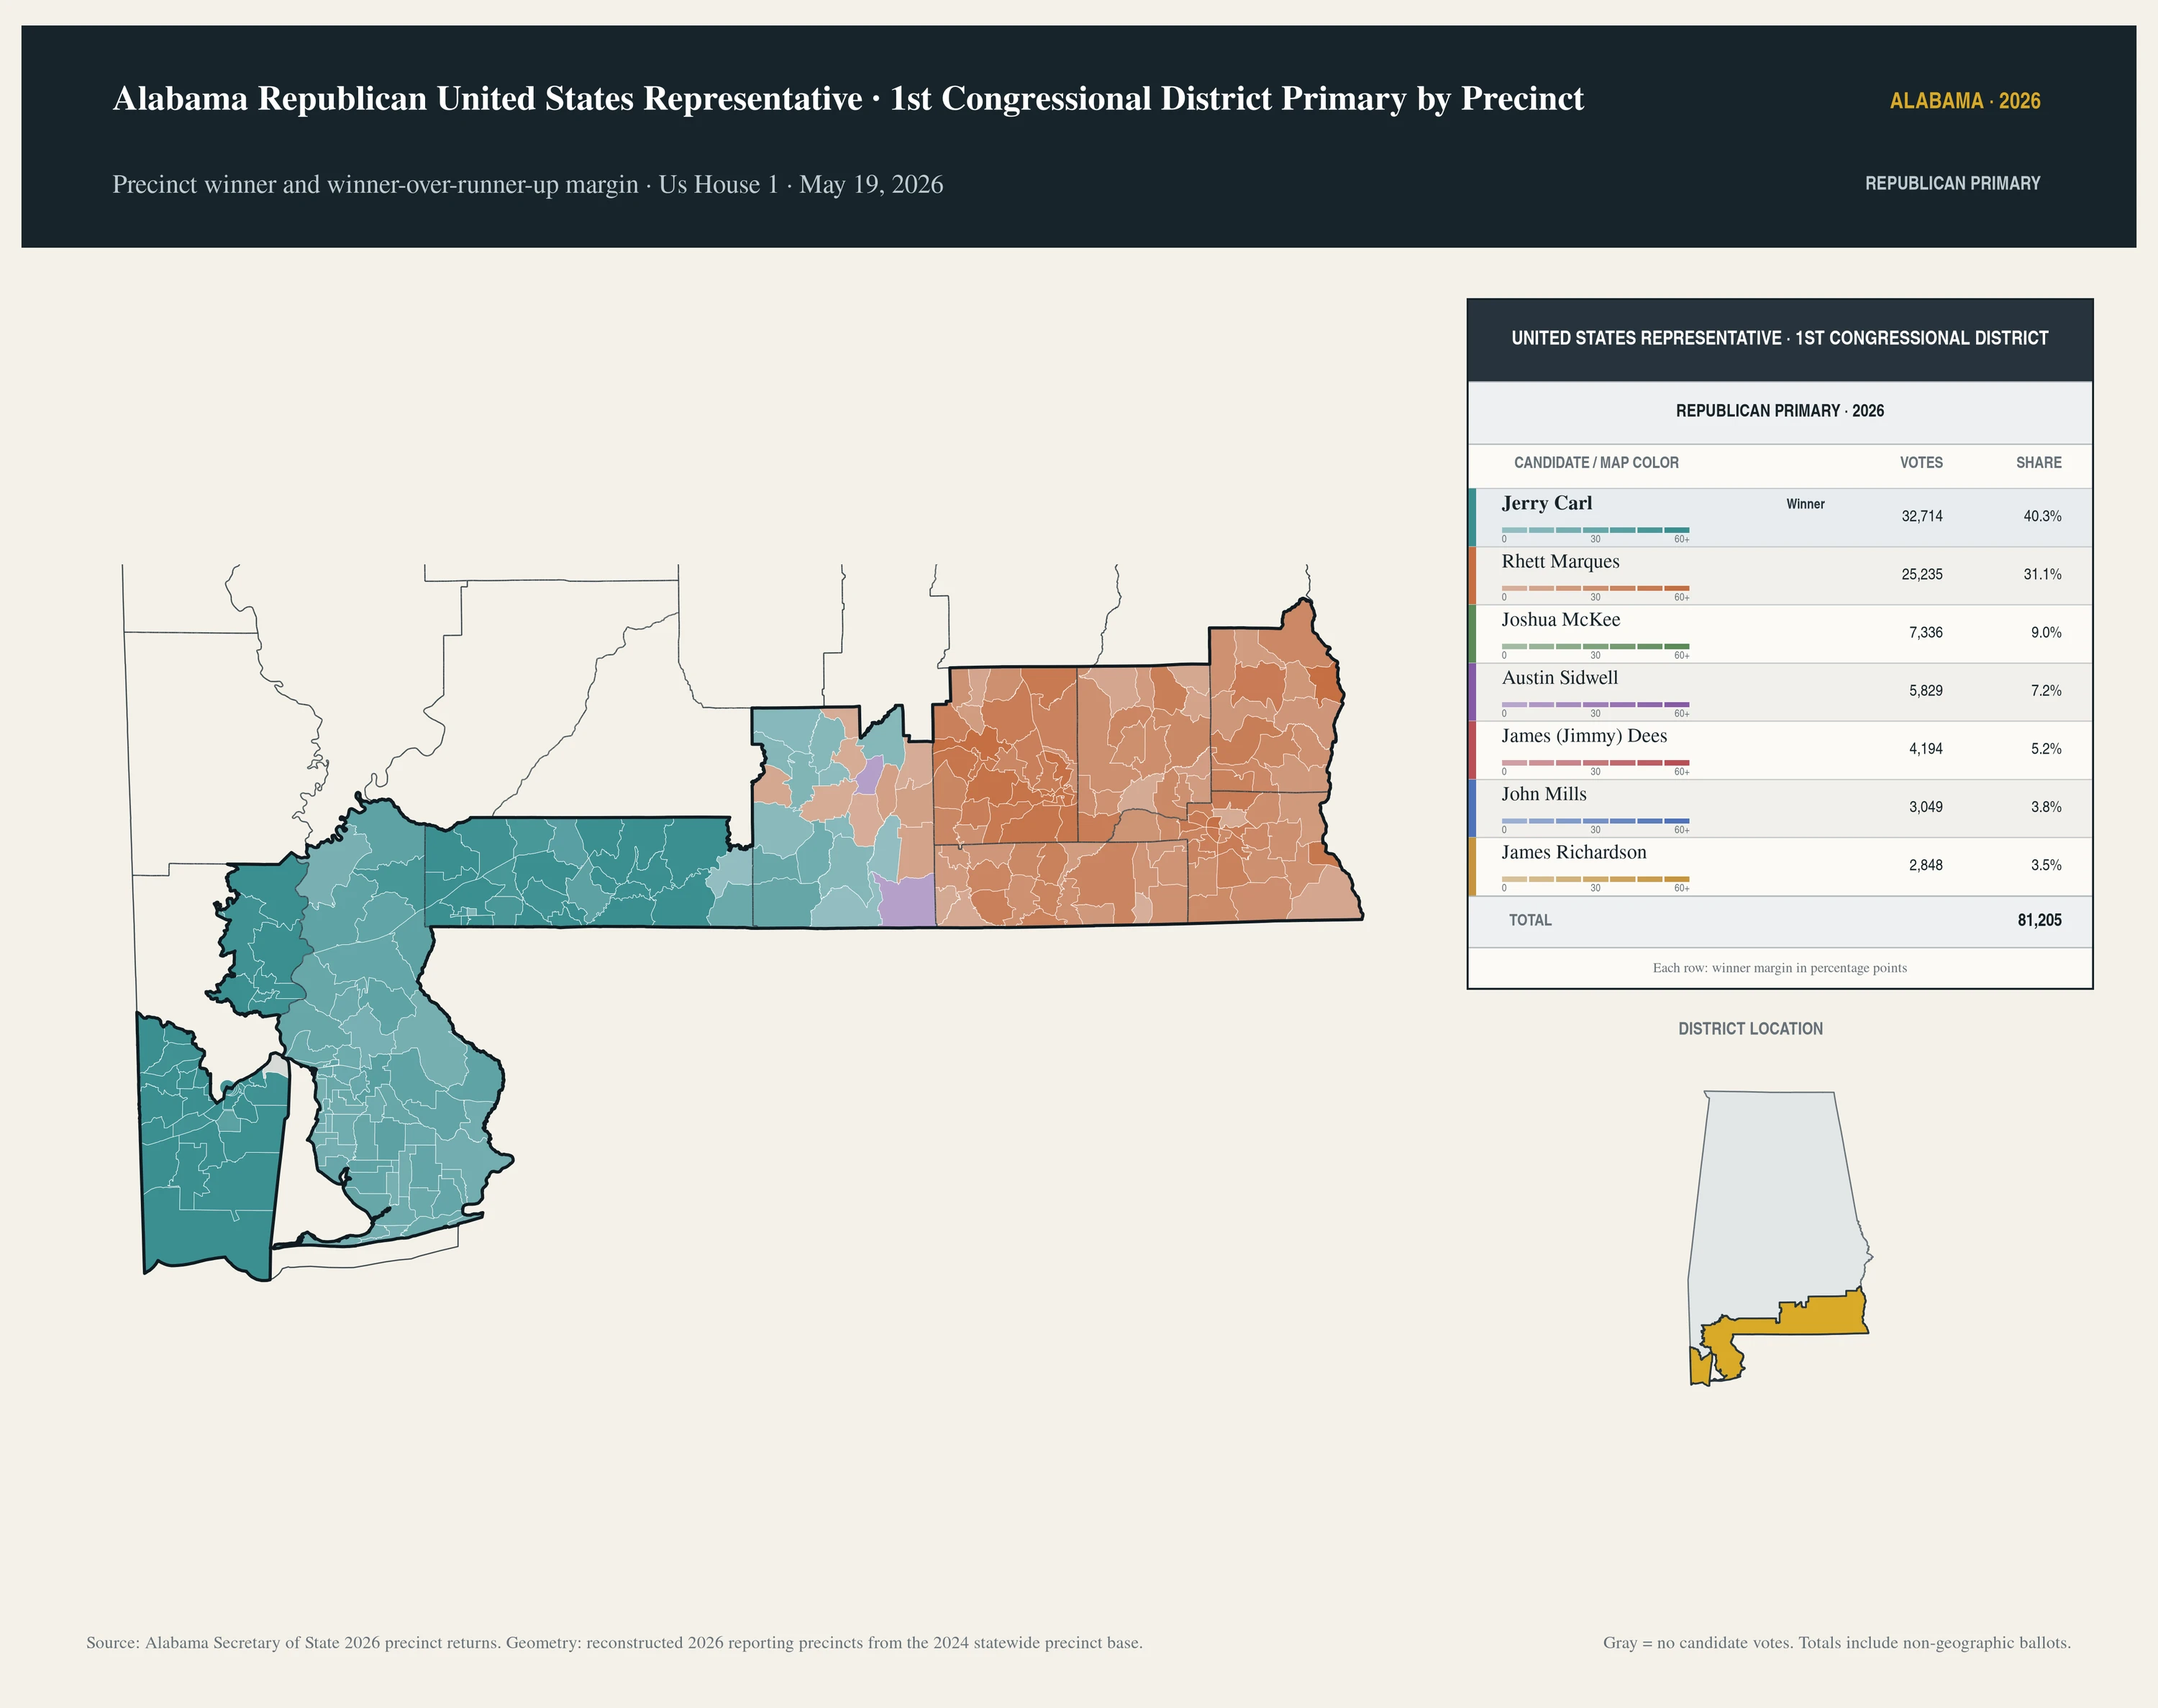 Alabama Republican United States Representative · 1st Congressional District Primary by Precinct
ALABAMA · 2026
Precinct winner and winner-over-runner-up margin · Us House 1 · May 19, 2026
REPUBLICAN PRIMARY
UNITED STATES REPRESENTATIVE · 1ST CONGRESSIONAL DISTRICT
REPUBLICAN PRIMARY · 2026
CANDIDATE / MAP COLOR VOTES SHARE
Jerry Carl Winner 32,714 40.3%
0 30 60+
Rhett Marques 25,235 31.1%
0 30 60+
Joshua McKee 7,336 9.0%
0 30 60+
Austin Sidwell 5,829 7.2%
0 30 60+
James (Jimmy) Dees 4,194 5.2%
0 30 60+
John Mills 3,049 3.8%
0 30 60+
James Richardson 2,848 3.5%
0 30 60+
TOTAL 81,205
Each row: winner margin in percentage points
DISTRICT LOCATION
Source: Alabama Secretary of State 2026 precinct returns. Geometry: reconstructed 2026 reporting precincts from the 2024 statewide precinct base.
Gray = no candidate votes. Totals include non-geographic ballots.